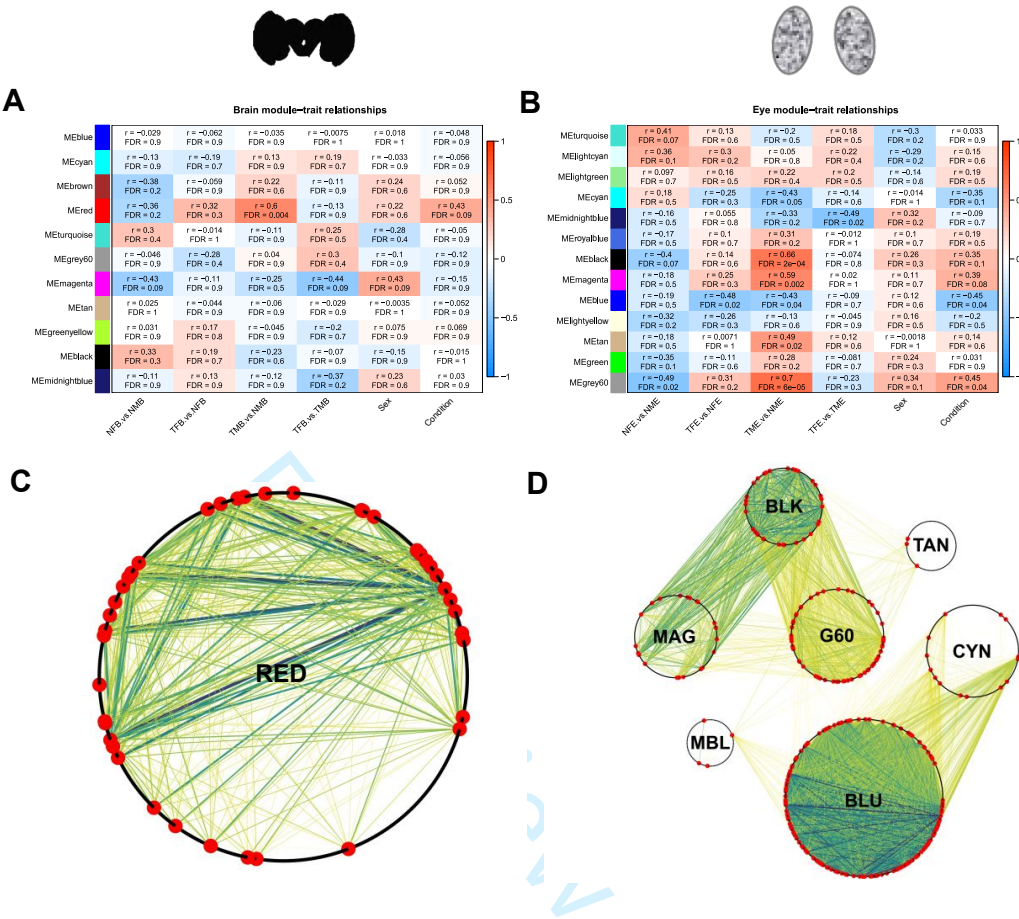 A
Brain module−trait relationships
MEblue
r = −0.029 r = −0.062 r = −0.035 r = −0.0075 r = 0.018 r = −0.048
FDR = 0.9 FDR = 0.9 FDR = 0.9 FDR = 1 FDR = 1 FDR = 0.9
MEcyan
r = −0.13 r = −0.19 r = 0.13 r = 0.19 r = −0.033 r = −0.056
FDR = 0.9 FDR = 0.7 FDR = 0.9 FDR = 0.7 FDR = 0.9 FDR = 0.9
MEbrown
r = −0.38 r = −0.059 r = 0.22 r = −0.11 r = 0.24 r = 0.052
FDR = 0.2 FDR = 0.9 FDR = 0.6 FDR = 0.9 FDR = 0.6 FDR = 0.9
MEred
r = −0.36 r = 0.32 r = 0.6 r = −0.13 r = 0.22 r = 0.43
FDR = 0.2 FDR = 0.3 FDR = 0.004 FDR = 0.9 FDR = 0.6 FDR = 0.09
MEturquoise
r = 0.3 r = −0.014 r = −0.11 r = 0.25 r = −0.28 r = −0.05
FDR = 0.4 FDR = 1 FDR = 0.9 FDR = 0.5 FDR = 0.4 FDR = 0.9
MEgrey60
r = −0.046 r = −0.28 r = 0.04 r = 0.3 r = −0.1 r = −0.12
FDR = 0.9 FDR = 0.4 FDR = 0.9 FDR = 0.4 FDR = 0.9 FDR = 0.9
MEmagenta
r = −0.43 r = −0.11 r = −0.25 r = −0.44 r = 0.43 r = −0.15
FDR = 0.09 FDR = 0.9 FDR = 0.5 FDR = 0.09 FDR = 0.09 FDR = 0.9
MEtan
r = 0.025 r = −0.044 r = −0.06 r = −0.029 r = −0.0035 r = −0.052
FDR = 1 FDR = 0.9 FDR = 0.9 FDR = 0.9 FDR = 1 FDR = 0.9
MEgreenyellow
r = 0.031 r = 0.17 r = −0.045 r = −0.2 r = 0.075 r = 0.069
FDR = 0.9 FDR = 0.8 FDR = 0.9 FDR = 0.7 FDR = 0.9 FDR = 0.9
MEblack
r = 0.33 r = 0.19 r = −0.23 r = −0.07 r = −0.15 r = −0.015
FDR = 0.3 FDR = 0.7 FDR = 0.6 FDR = 0.9 FDR = 0.9 FDR = 1
MEmidnightblue
r = −0.11 r = 0.13 r = −0.12 r = −0.37 r = 0.23 r = 0.03
FDR = 0.9 FDR = 0.9 FDR = 0.9 FDR = 0.2 FDR = 0.6 FDR = 0.9
NFB.vs.NMB TFB.vs.NFB TMB.vs.NMB TFB.vs.TMB Sex Condition
1
0.5
0
−0.5
−1
B
Eye module−trait relationships
MEturquoise
r = 0.41 r = 0.13 r = −0.2 r = 0.18 r = −0.3 r = 0.033
FDR = 0.07 FDR = 0.6 FDR = 0.5 FDR = 0.5 FDR = 0.2 FDR = 0.9
MElightcyan
r = 0.36 r = 0.3 r = 0.05 r = 0.22 r = −0.29 r = 0.15
FDR = 0.1 FDR = 0.2 FDR = 0.8 FDR = 0.4 FDR = 0.2 FDR = 0.6
MElightgreen
r = 0.097 r = 0.16 r = 0.22 r = 0.2 r = −0.14 r = 0.18
FDR = 0.7 FDR = 0.5 FDR = 0.4 FDR = 0.5 FDR = 0.6 FDR = 0.5
MEcyan
r = 0.18 r = −0.25 r = −0.43 r = −0.14 r = −0.014 r = −0.35
FDR = 0.5 FDR = 0.3 FDR = 0.05 FDR = 0.6 FDR = 1 FDR = 0.1
MEmidnightblue
r = −0.16 r = 0.055 r = −0.33 r = −0.49 r = 0.32 r = −0.09
FDR = 0.5 FDR = 0.8 FDR = 0.2 FDR = 0.02 FDR = 0.2 FDR = 0.7
MEroyalblue
r = −0.17 r = 0.1 r = 0.31 r = −0.012 r = 0.1 r = 0.19
FDR = 0.5 FDR = 0.7 FDR = 0.2 FDR = 1 FDR = 0.7 FDR = 0.5
MEblack
r = −0.4 r = 0.14 r = 0.66 r = −0.074 r = 0.26 r = 0.35
FDR = 0.07 FDR = 0.6 FDR = 2e−04 FDR = 0.8 FDR = 0.3 FDR = 0.1
MEmagenta
r = −0.18 r = 0.25 r = 0.59 r = 0.02 r = 0.11 r = 0.39
FDR = 0.5 FDR = 0.3 FDR = 0.002 FDR = 1 FDR = 0.7 FDR = 0.08
MEblue
r = −0.19 r = −0.48 r = −0.43 r = −0.09 r = 0.12 r = −0.45
FDR = 0.5 FDR = 0.02 FDR = 0.04 FDR = 0.7 FDR = 0.6 FDR = 0.04
MElightyellow
r = −0.32 r = −0.26 r = −0.13 r = −0.045 r = 0.16 r = −0.2
FDR = 0.2 FDR = 0.3 FDR = 0.6 FDR = 0.9 FDR = 0.5 FDR = 0.5
MEtan
r = −0.18 r = 0.0071 r = 0.49 r = 0.12 r = −0.0018 r = 0.14
FDR = 0.5 FDR = 1 FDR = 0.02 FDR = 0.6 FDR = 1 FDR = 0.6
MEgreen
r = −0.35 r = −0.11 r = 0.28 r = −0.081 r = 0.24 r = 0.031
FDR = 0.1 FDR = 0.6 FDR = 0.2 FDR = 0.7 FDR = 0.3 FDR = 0.9
MEgrey60
r = −0.49 r = 0.31 r = 0.7 r = −0.23 r = 0.34 r = 0.45
FDR = 0.02 FDR = 0.2 FDR = 6e−05 FDR = 0.3 FDR = 0.1 FDR = 0.04
NFE.vs.NME TFE.vs.NFE TME.vs.NME TFE.vs.TME Sex Condition
C
RED
D
BLK
TAN
MAG
G60
CYN
MBL
BLU